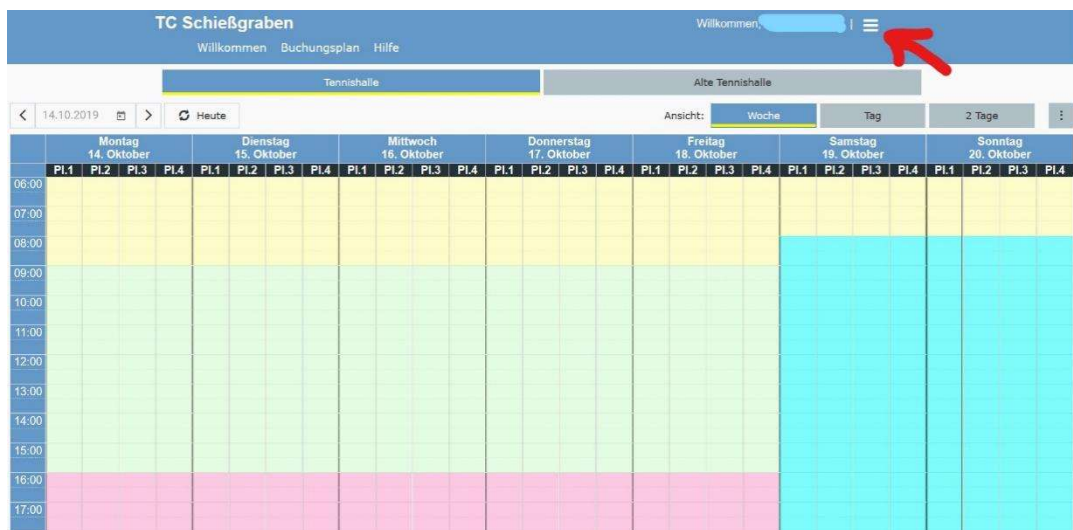 TC Schießgraben
Willkommen, |
Willkommen Buchungsplan Hilfe
Tennishalle Alte Tennishalle
14.10.2019 Heute Ansicht: Woche Tag 2 Tage
Montag Dienstag Mittwoch Donnerstag Freitag Samstag Sonntag
14. Oktober 15. Oktober 16. Oktober 17. Oktober 18. Oktober 19. Oktober 20. Oktober
Pl.1 Pl.2 Pl.3 Pl.4 Pl.1 Pl.2 Pl.3 Pl.4 Pl.1 Pl.2 Pl.3 Pl.4 Pl.1 Pl.2 Pl.3 Pl.4 Pl.1 Pl.2 Pl.3 Pl.4 Pl.1 Pl.2 Pl.3 Pl.4 Pl.1 Pl.2 Pl.3 Pl.4
06:00
07:00
08:00
09:00
10:00
11:00
12:00
13:00
14:00
15:00
16:00
17:00